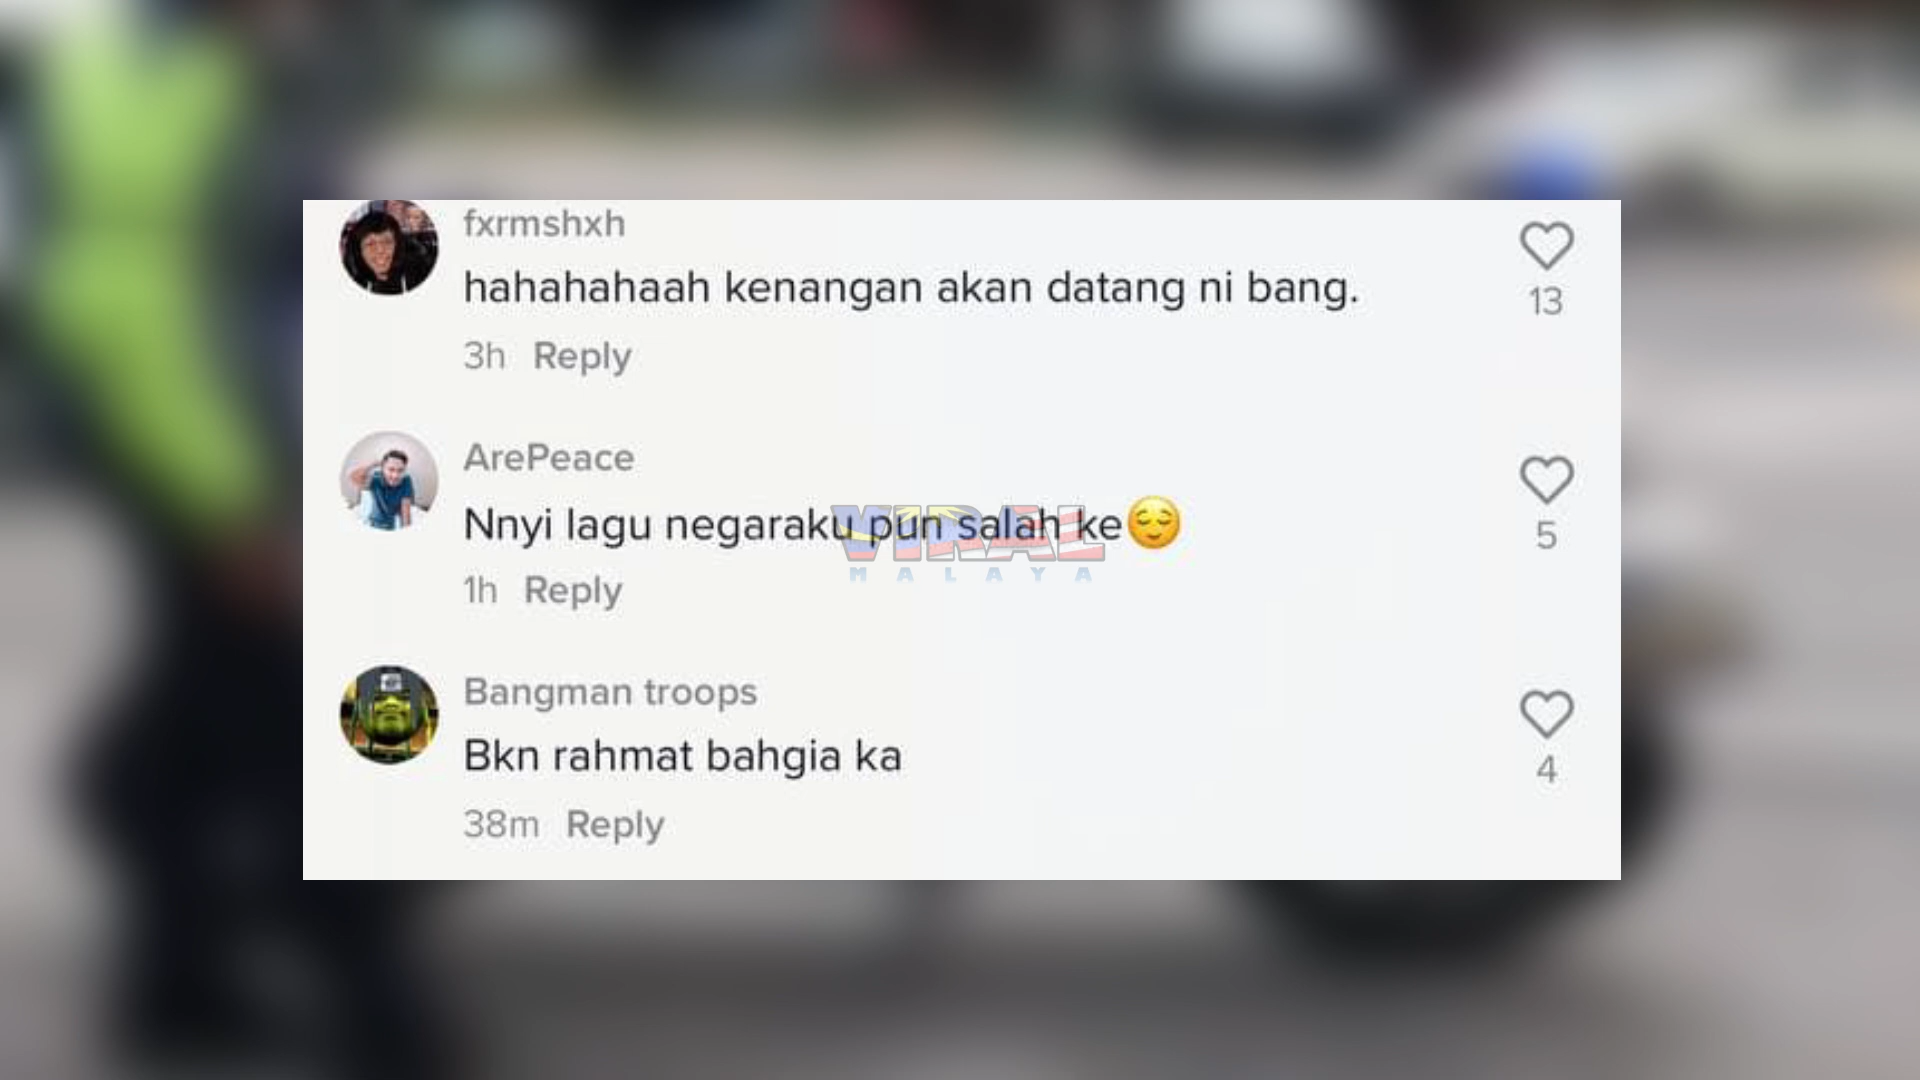 fxrmshxh
hahahahaah kenangan akan datang ni bang.
13
3h Reply
ArePeace
Nnyi lagu negaraku pun salah ke😌
5
VIRAL
MALAYA
1h Reply
Bangman troops
Bkn rahmat bahgia ka
4
38m Reply